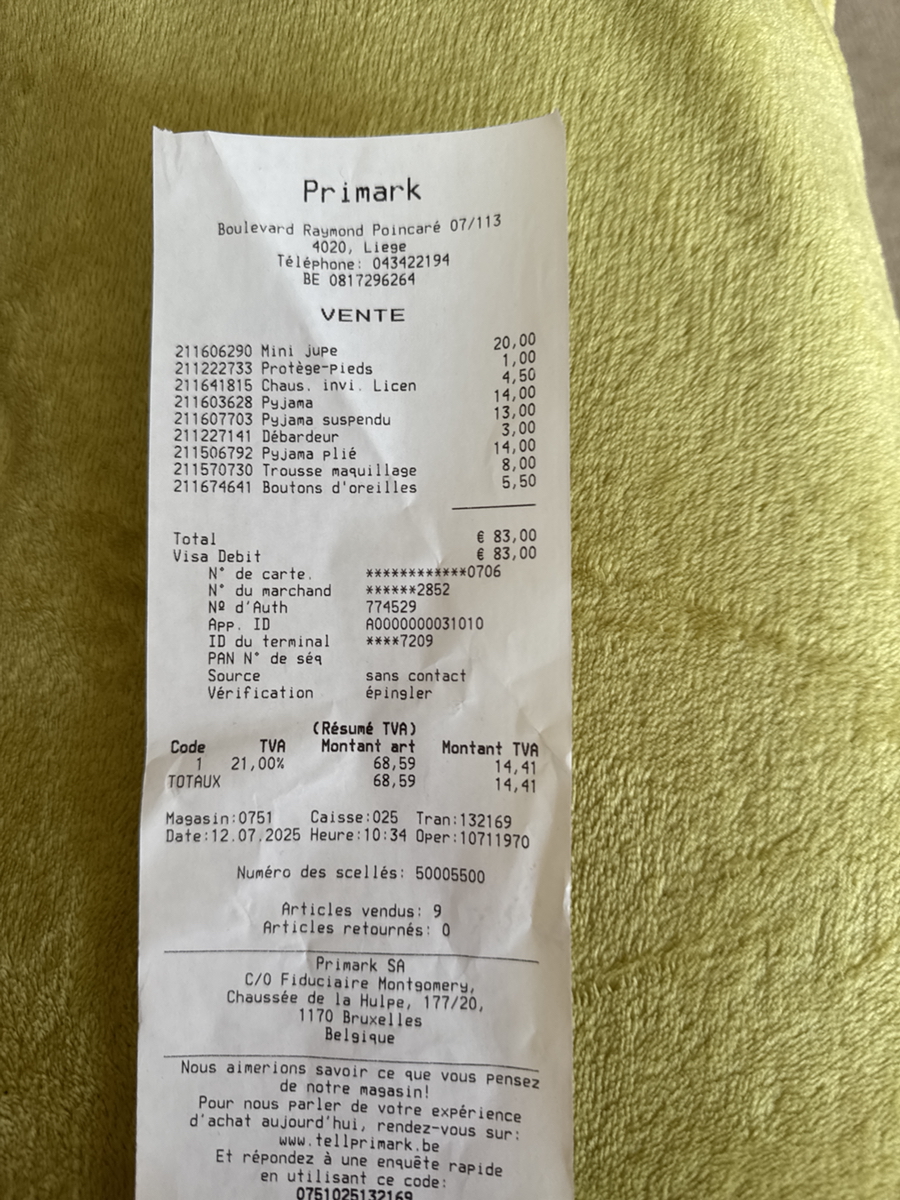 Primark
Boulevard Raymond Poincaré 07/113
4020, Liege
Téléphone: 043422194
BE 0817296264
VENTE
211606290 Mini jupe 20,00
211222733 Protège-Pieds 1,00
211641815 Chaus. invi. Licen 4,50
211603628 Pyjama 14,00
211607703 Pyjama suspendu 13,00
211227141 Débardeur 3,00
211506792 Pyjama plié 14,00
211570730 Trousse maquillage 8,00
211674641 Boutons d'oreilles 5,50
Total € 83,00
Visa Debit € 83,00
N° de carte. ************0706
N° du marchand ******2852
Nº d'Auth 774529
App. ID A0000000031010
ID du terminal ****7209
PAN N° de séq
Source sans contact
Vérification épingler
(Résumé TVA)
Code TVA Montant art Montant TVA
1 21,00% 68,59 14,41
TOTAUX 68,59 14,41
Magasin:0751 Caisse:025 Tran:132169
Date:12.07.2025 Heure:10:34 Oper:10711970
Numéro des scellés: 50005500
Articles vendus: 9
Articles retournés: 0
Primark SA
C/O Fiduciaire Montgomery,
Chaussée de la Hulpe, 177/20,
1170 Bruxelles
Belgique
Nous aimerions savoir ce que vous pensez
de notre magasin!
Pour nous parler de votre expérience
d'achat aujourd'hui, rendez-vous sur:
www.tellprimark.be
Et répondez à une enquête rapide
en utilisant ce code:
0751025132169